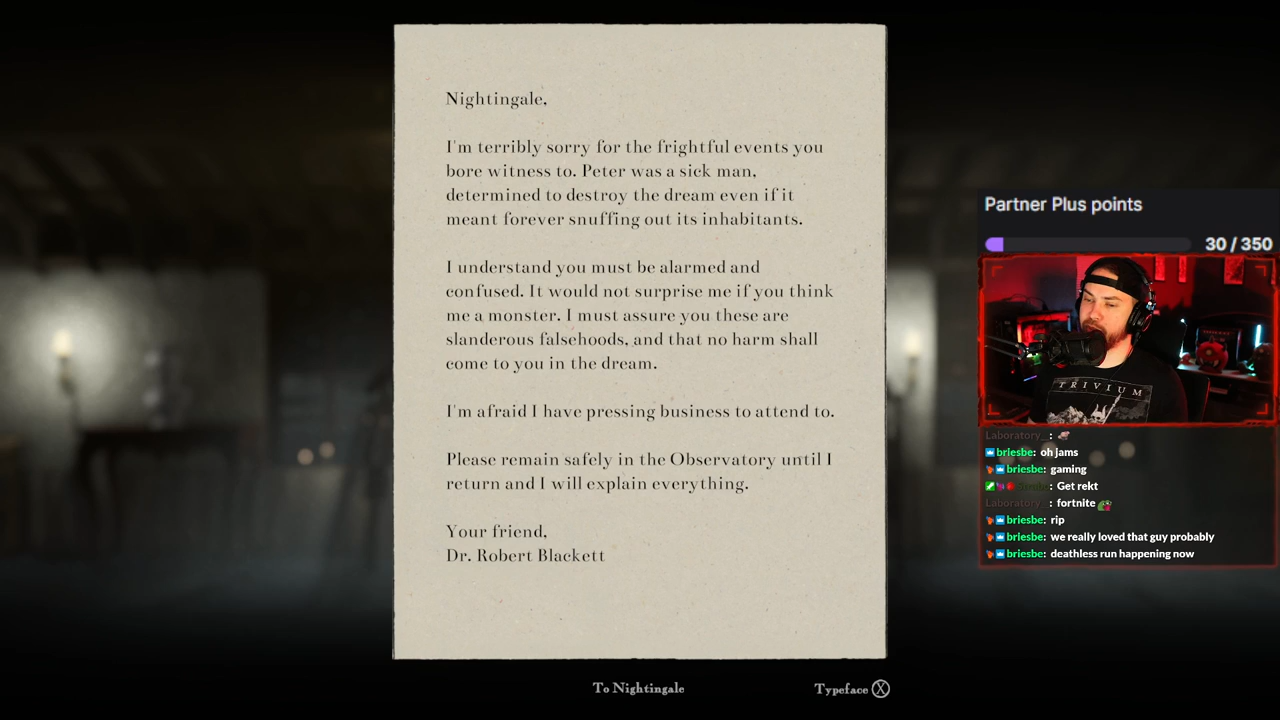 Nightingale,
I'm terribly sorry for the frightful events you
bore witness to. Peter was a sick man,
determined to destroy the dream even if it
meant forever snuffing out its inhabitants.
I understand you must be alarmed and
confused. It would not surprise me if you think
me a monster. I must assure you these are
slanderous falsehoods, and that no harm shall
come to you in the dream.
I'm afraid I have pressing business to attend to.
Please remain safely in the Observatory until I
return and I will explain everything.
Your friend,
Dr. Robert Blackett
To Nightingale
Typeface X
Partner Plus points
30 / 350
TRIVIUM
Laboratory_ :
briesbe: oh jams
briesbe: gaming
: Get rekt
Laboratory_ : fortnite
briesbe: rip
briesbe: we really loved that guy probably
briesbe: deathless run happening now